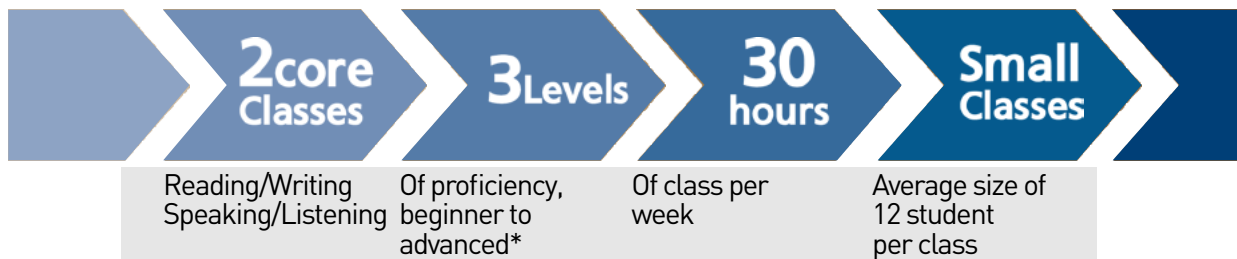 2core
Classes
3Levels
30
hours
Small
Classes
Reading/Writing
Speaking/Listening
Of proficiency,
beginner to
advanced*
Of class per
week
Average size of
12 student
per class